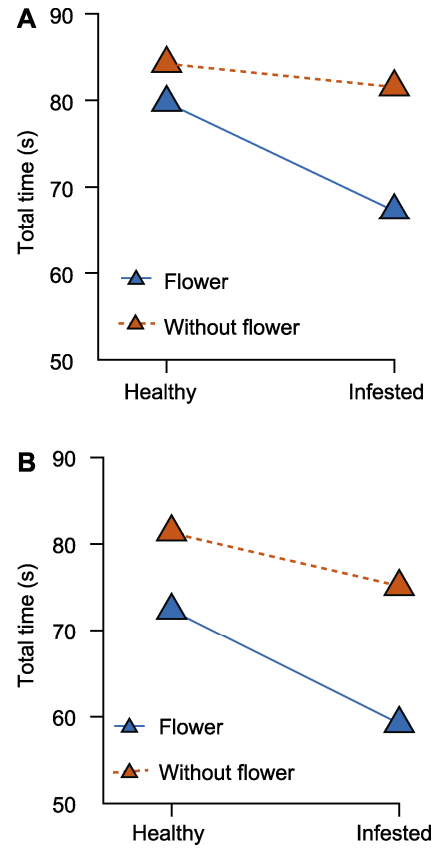 A
90
80
70
60
50
Total time (s)
Flower
Without flower
Healthy Infested
B
90
80
70
60
50
Total time (s)
Flower
Without flower
Healthy Infested